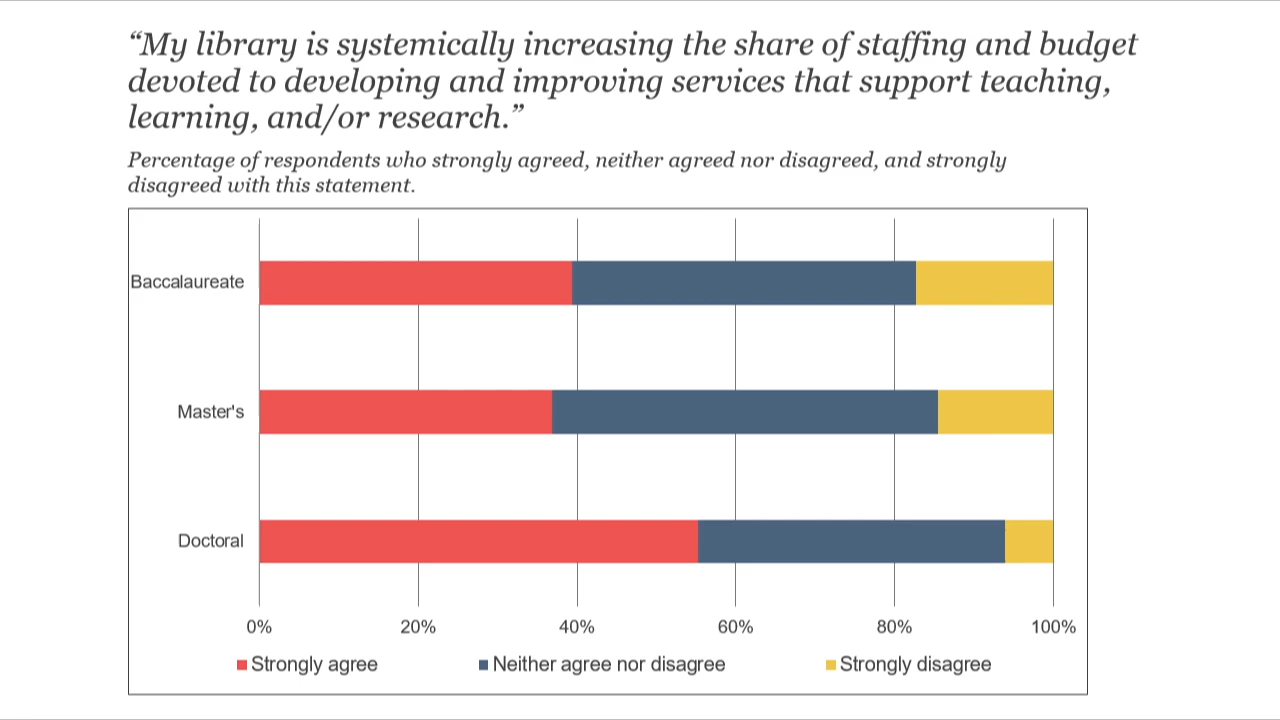 “My library is systemically increasing the share of staffing and budget
devoted to developing and improving services that support teaching,
learning, and/or research.”
Percentage of respondents who strongly agreed, neither agreed nor disagreed, and strongly
disagreed with this statement.
Baccalaureate
Master's
Doctoral
0% 20% 40% 60% 80% 100%
Strongly agree Neither agree nor disagree Strongly disagree